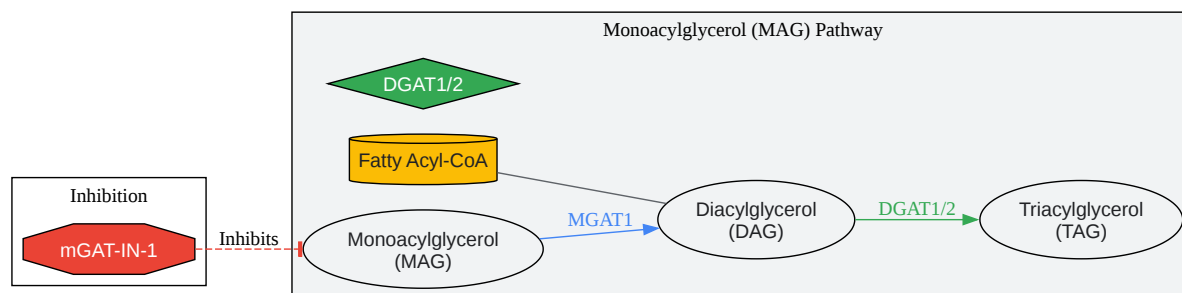 Monoacylglycerol (MAG) Pathway
DGAT1/2
Fatty Acyl-CoA
Inhibition
mGAT-IN-1
Inhibits
Monoacylglycerol
(MAG)
MGAT1
Diacylglycerol
(DAG)
DGAT1/2
Triacylglycerol
(TAG)